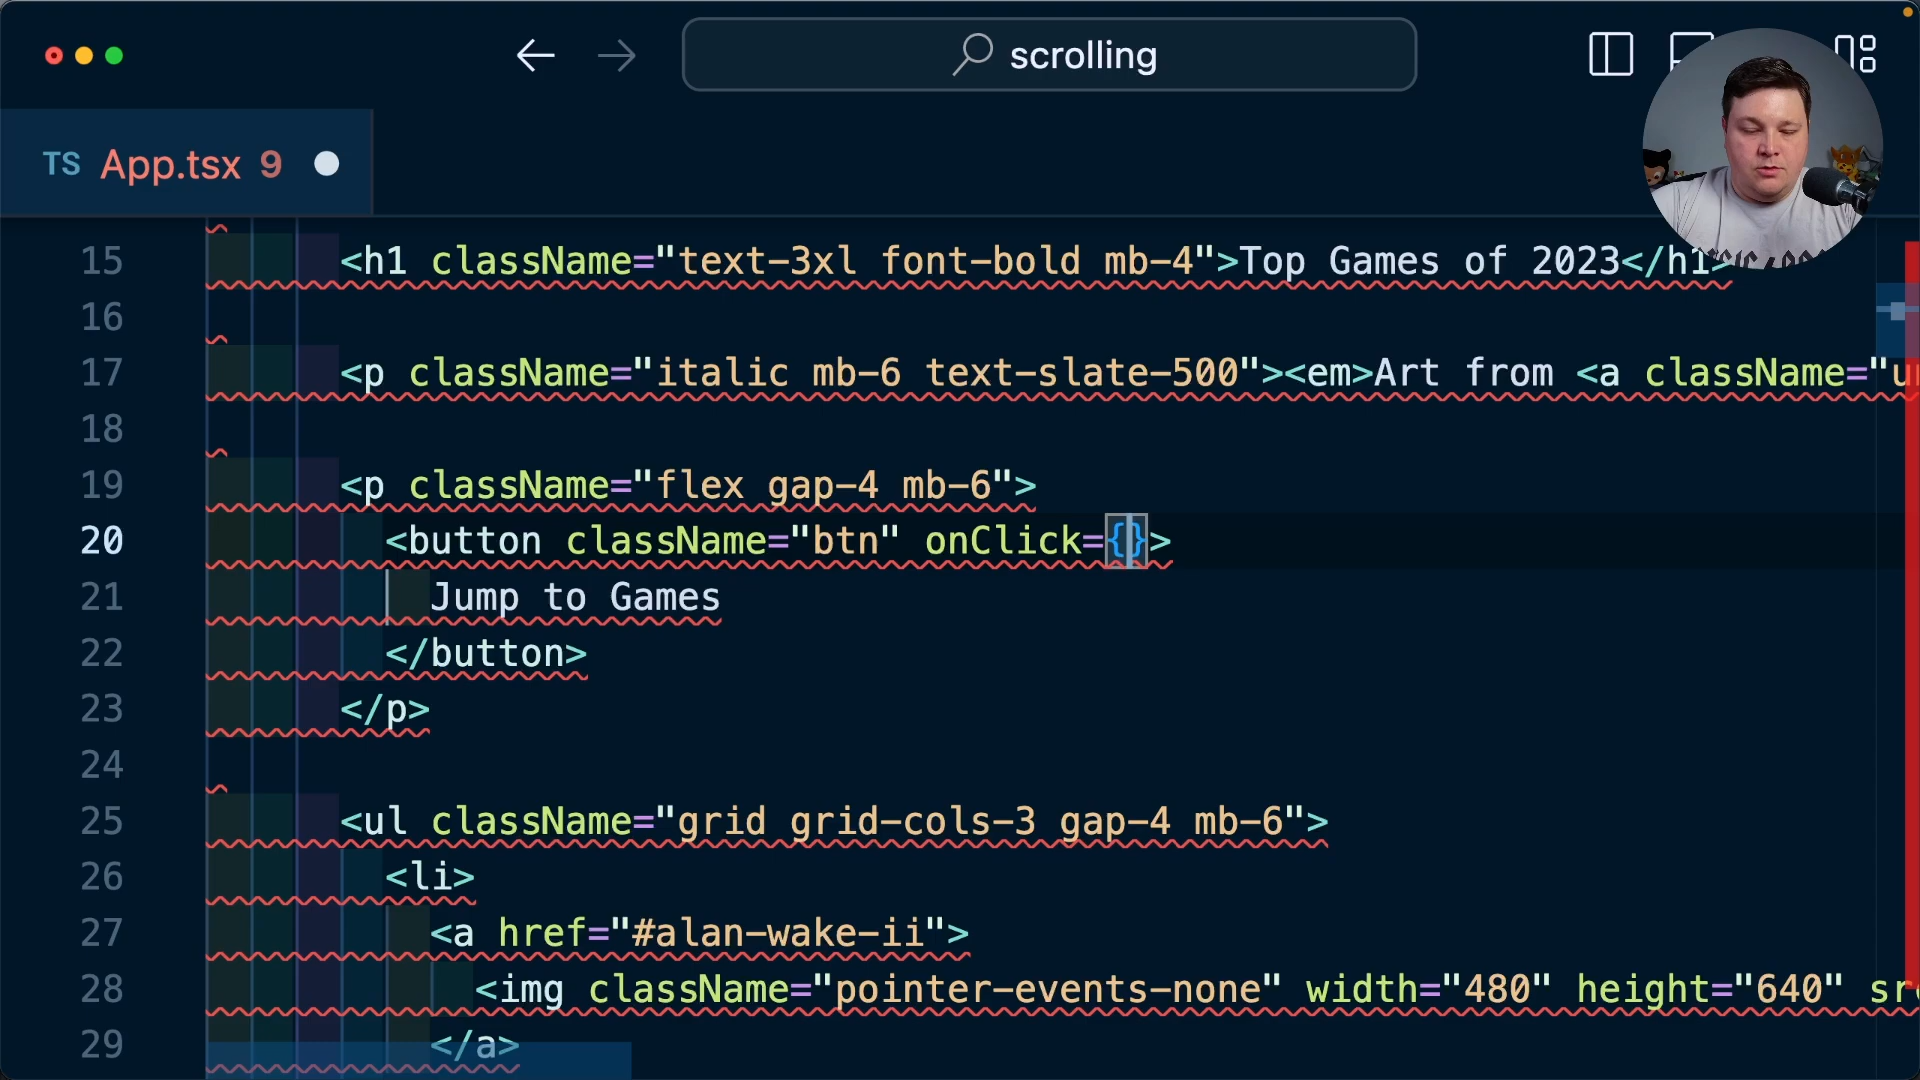 scrolling
TS App.tsx 9
15 <h1 className="text-3xl font-bold mb-4">Top Games of 2023</h1>
16
17 <p className="italic mb-6 text-slate-500"><em>Art from <a className="u
18
19 <p className="flex gap-4 mb-6">
20 <button className="btn" onClick={}>
21 Jump to Games
22 </button>
23 </p>
24
25 <ul className="grid grid-cols-3 gap-4 mb-6">
26 <li>
27 <a href="#alan-wake-ii">
28 <img className="pointer-events-none" width="480" height="640" sr
29 </a>